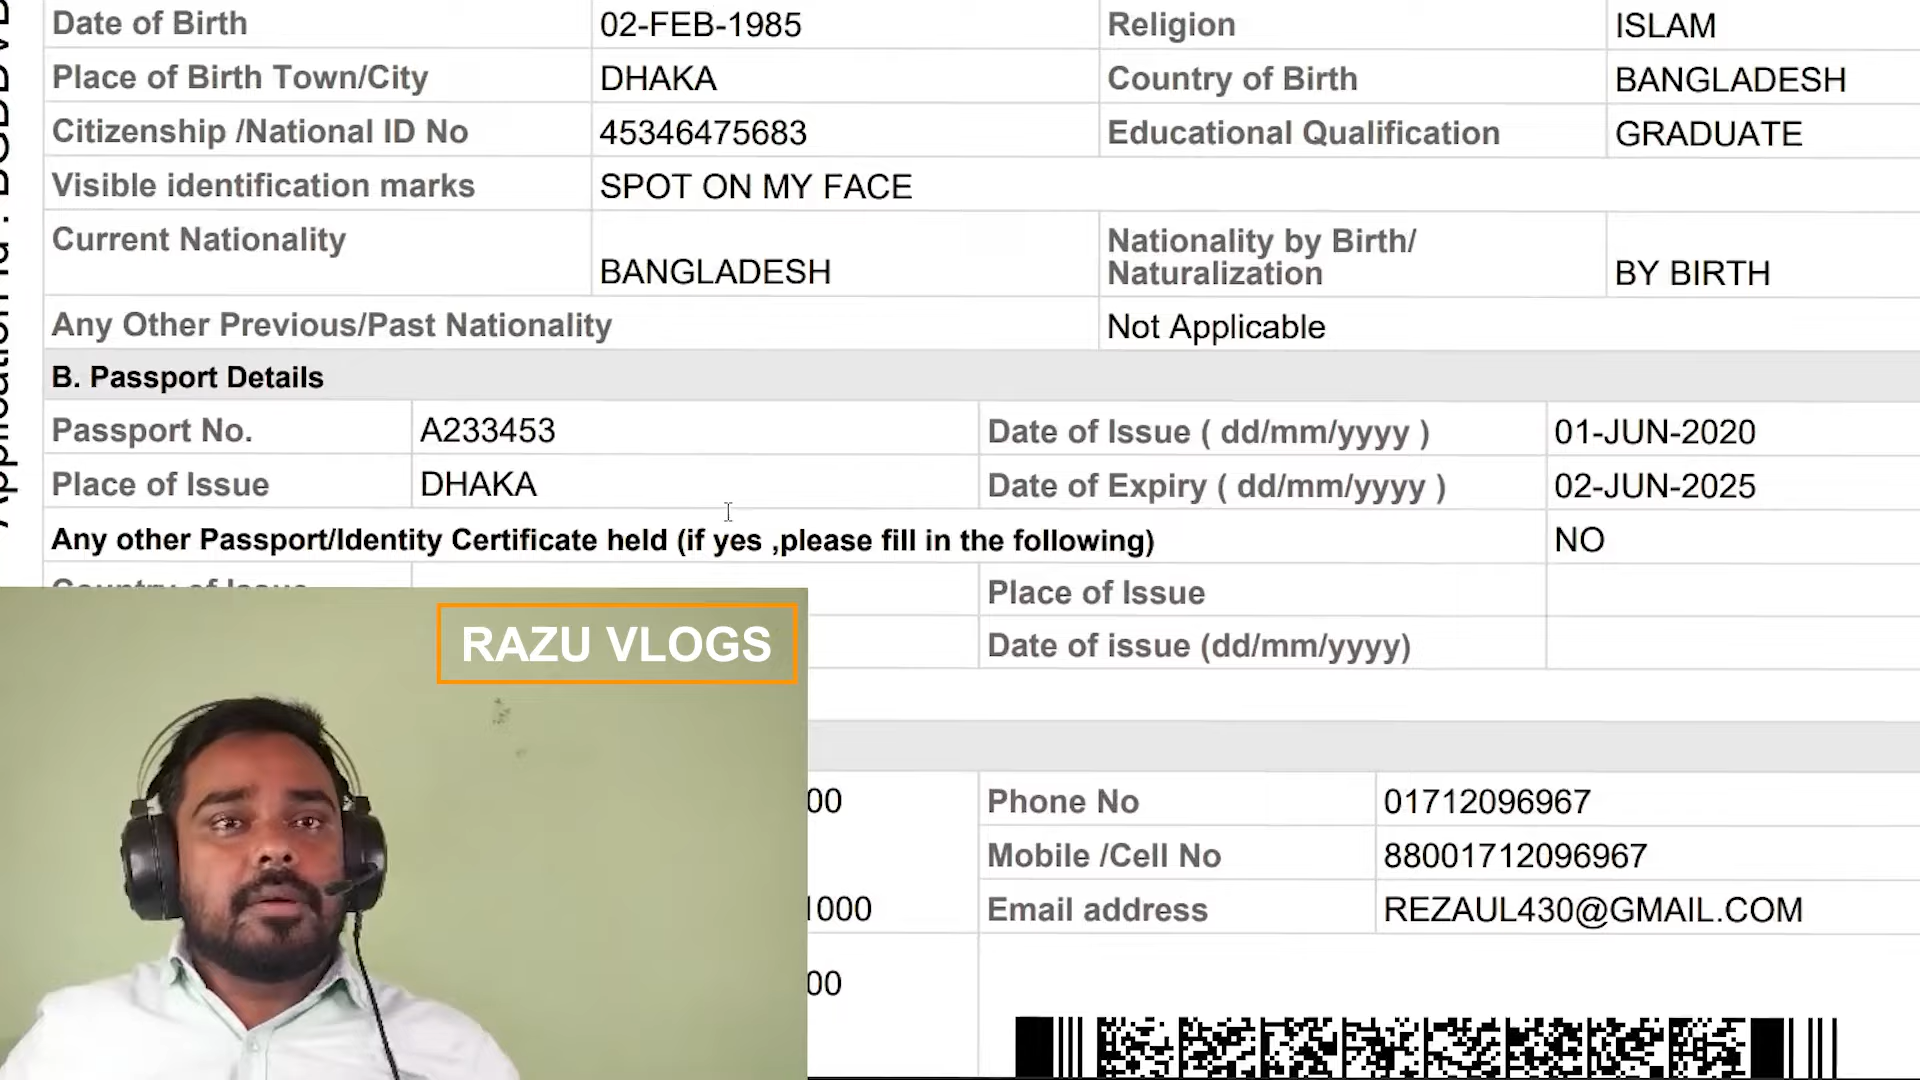 Date of Birth 02-FEB-1985 Religion ISLAM
Place of Birth Town/City DHAKA Country of Birth BANGLADESH
Citizenship /National ID No 45346475683 Educational Qualification GRADUATE
Visible identification marks SPOT ON MY FACE
Current Nationality BANGLADESH Nationality by Birth/
Naturalization BY BIRTH
Any Other Previous/Past Nationality Not Applicable
B. Passport Details
Passport No. A233453 Date of Issue ( dd/mm/yyyy ) 01-JUN-2020
Place of Issue DHAKA Date of Expiry ( dd/mm/yyyy ) 02-JUN-2025
Any other Passport/Identity Certificate held (if yes ,please fill in the following) NO
Country of Issue Place of Issue
Date of issue (dd/mm/yyyy)
RAZU VLOGS
00 Phone No 01712096967
Mobile /Cell No 88001712096967
1000 Email address REZAUL430@GMAIL.COM
00